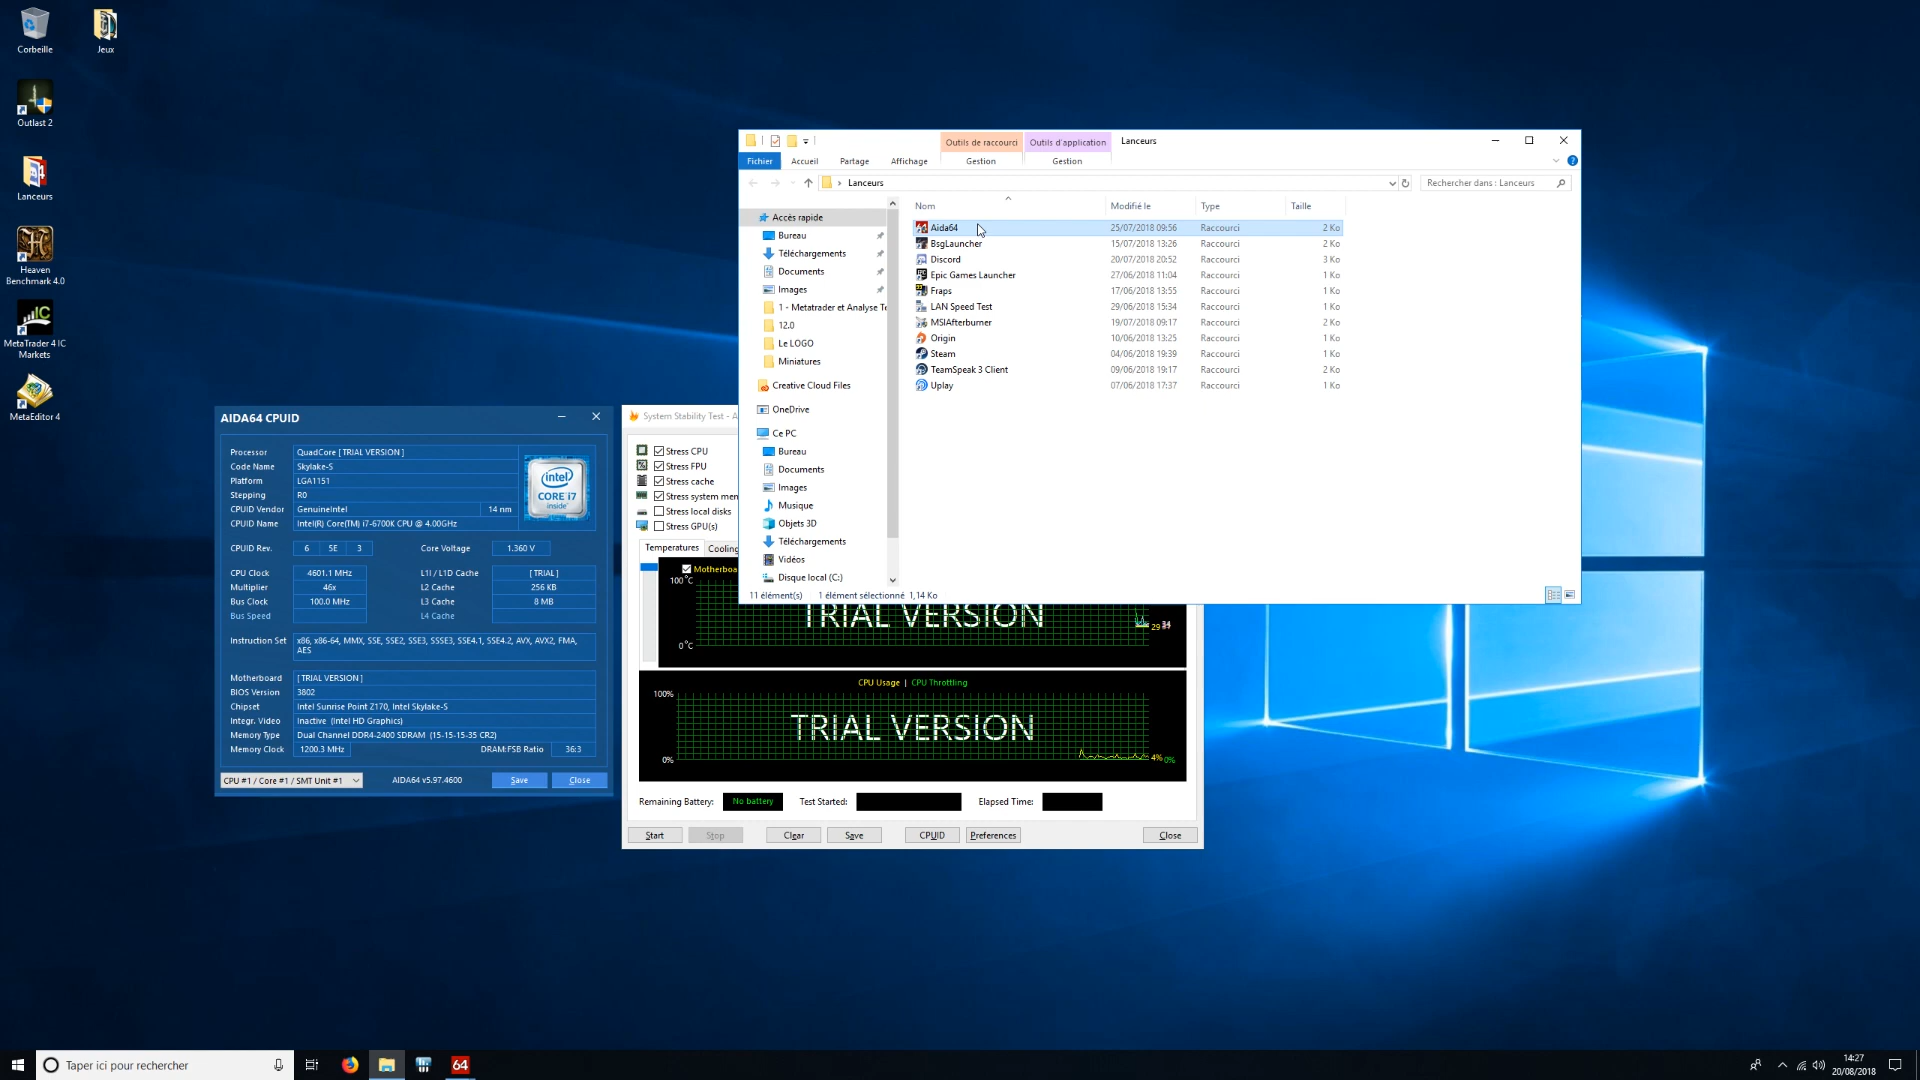 Corbeille
Jeux
Outlast 2
Lanceurs
Heaven
Benchmark 4.0
MetaTrader 4 IC
Markets
MetaEditor 4
Outils de raccourci
Outils d'application
Lanceurs
Fichier
Accueil
Partage
Affichage
Gestion
Gestion
Lanceurs
Rechercher dans : Lanceurs
Nom
Modifié le
Type
Taille
Accès rapide
Bureau
Téléchargements
Documents
Images
1 - Metatrader et Analyse Te
12.0
Le LOGO
Miniatures
Creative Cloud Files
OneDrive
Ce PC
Bureau
Documents
Images
Musique
Objets 3D
Téléchargements
Vidéos
Disque local (C:)
Aida64 25/07/2018 09:56 Raccourci 2 Ko
BsgLauncher 15/07/2018 13:26 Raccourci 2 Ko
Discord 20/07/2018 20:52 Raccourci 3 Ko
Epic Games Launcher 27/06/2018 11:04 Raccourci 1 Ko
Fraps 17/06/2018 13:55 Raccourci 1 Ko
LAN Speed Test 29/06/2018 15:34 Raccourci 1 Ko
MSIAfterburner 19/07/2018 09:17 Raccourci 2 Ko
Origin 10/06/2018 13:25 Raccourci 1 Ko
Steam 04/06/2018 19:39 Raccourci 1 Ko
TeamSpeak 3 Client 09/06/2018 19:17 Raccourci 2 Ko
Uplay 07/06/2018 17:37 Raccourci 1 Ko
11 élément(s) 1 élément sélectionné 1,14 Ko
AIDA64 CPUID
Processor QuadCore [ TRIAL VERSION ]
Code Name Skylake-S
Platform LGA1151
Stepping R0
CPUID Vendor GenuineIntel 14 nm
CPUID Name Intel(R) Core(TM) i7-6700K CPU @ 4.00GHz
intel
CORE i7
inside
CPUID Rev. 6 5E 3 Core Voltage 1.360 V
CPU Clock 4601.1 MHz L1I / L1D Cache [ TRIAL ]
Multiplier 46x L2 Cache 256 KB
Bus Clock 100.0 MHz L3 Cache 8 MB
Bus Speed L4 Cache
Instruction Set x86, x86-64, MMX, SSE, SSE2, SSE3, SSSE3, SSE4.1, SSE4.2, AVX, AVX2, FMA,
AES
Motherboard [ TRIAL VERSION ]
BIOS Version 3802
Chipset Intel Sunrise Point Z170, Intel Skylake-S
Integr. Video Inactive (Intel HD Graphics)
Memory Type Dual Channel DDR4-2400 SDRAM (15-15-15-35 CR2)
Memory Clock 1200.3 MHz DRAM:FSB Ratio 36:3
CPU #1 / Core #1 / SMT Unit #1 AIDA64 v5.97.4600 Save Close
System Stability Test - A
Stress CPU
Stress FPU
Stress cache
Stress system mem
Stress local disks
Stress GPU(s)
Temperatures Cooling
Motherboa
100°C
TRIAL VERSION
29
0°C
CPU Usage | CPU Throttling
100%
TRIAL VERSION
0%
4% 0%
Remaining Battery: No battery Test Started: Elapsed Time:
Start Stop Clear Save CPUID Preferences Close
Taper ici pour rechercher
64
14:27
20/08/2018